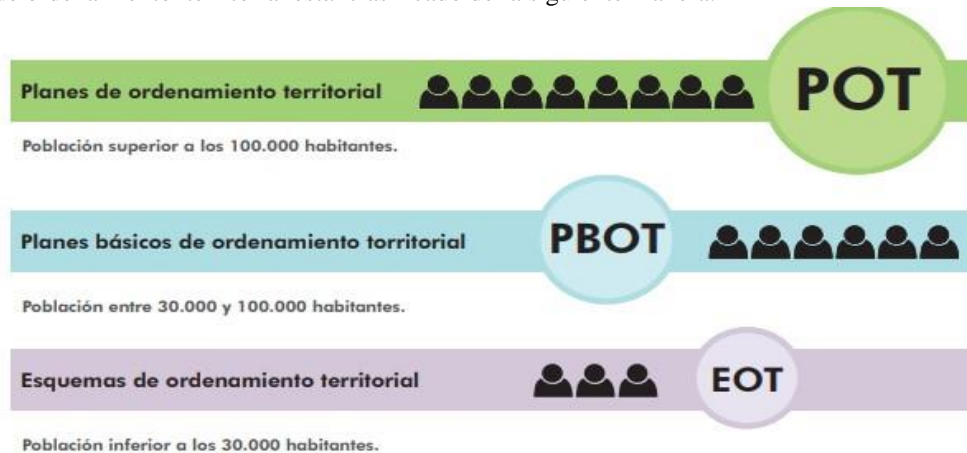 Planes de ordenamiento territorial
POT
Población superior a los 100.000 habitantes.
Planes básicos de ordenamiento torritorial
PBOT
Población entre 30.000 y 100.000 habitantes.
Esquemas de ordenamiento territorial
EOT
Población inferior a los 30.000 habitantes.